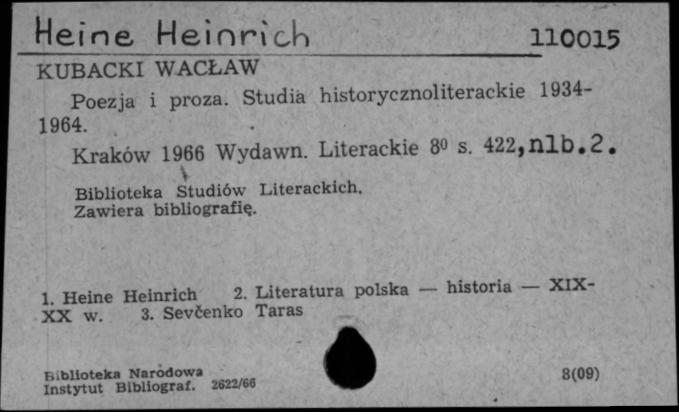 Heine Heinrich 110015
KUBACKI WACŁAW
Poezja i proza. Studia historycznoliterackie 1934-
1964.
Kraków 1966 Wydawn. Literackie 8⁰ s. 422, nlb. 2.
Biblioteka Studiów Literackich.
Zawiera bibliografię.
1. Heine Heinrich 2. Literatura polska — historia — XIX-
XX w. 3. Sevčenko Taras
Biblioteka Narodowa 8(09)
Instytut Bibliograf. 2622/66